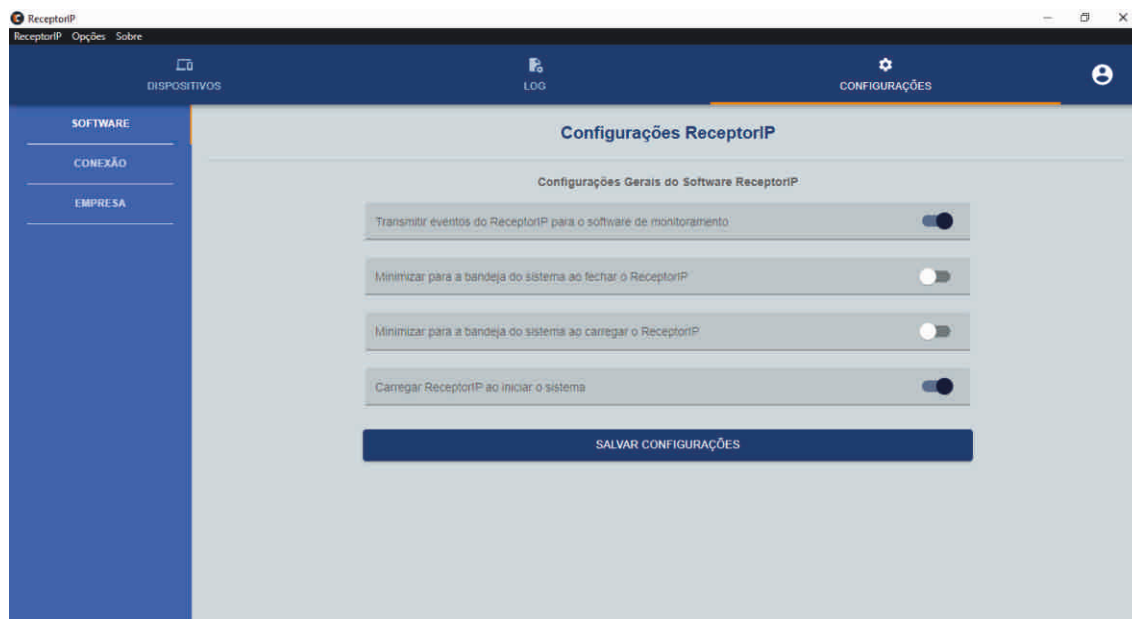 ReceptorIP
ReceptorIP Opções Sobre
DISPOSITIVOS
LOG
CONFIGURAÇÕES
SOFTWARE
CONEXÃO
EMPRESA
Configurações ReceptorIP
Configurações Gerais do Software ReceptorIP
Transmitir eventos do ReceptorIP para o software de monitoramento
Minimizar para a bandeja do sistema ao fechar o ReceptorIP
Minimizar para a bandeja do sistema ao carregar o ReceptorIP
Carregar ReceptorIP ao iniciar o sistema
SALVAR CONFIGURAÇÕES